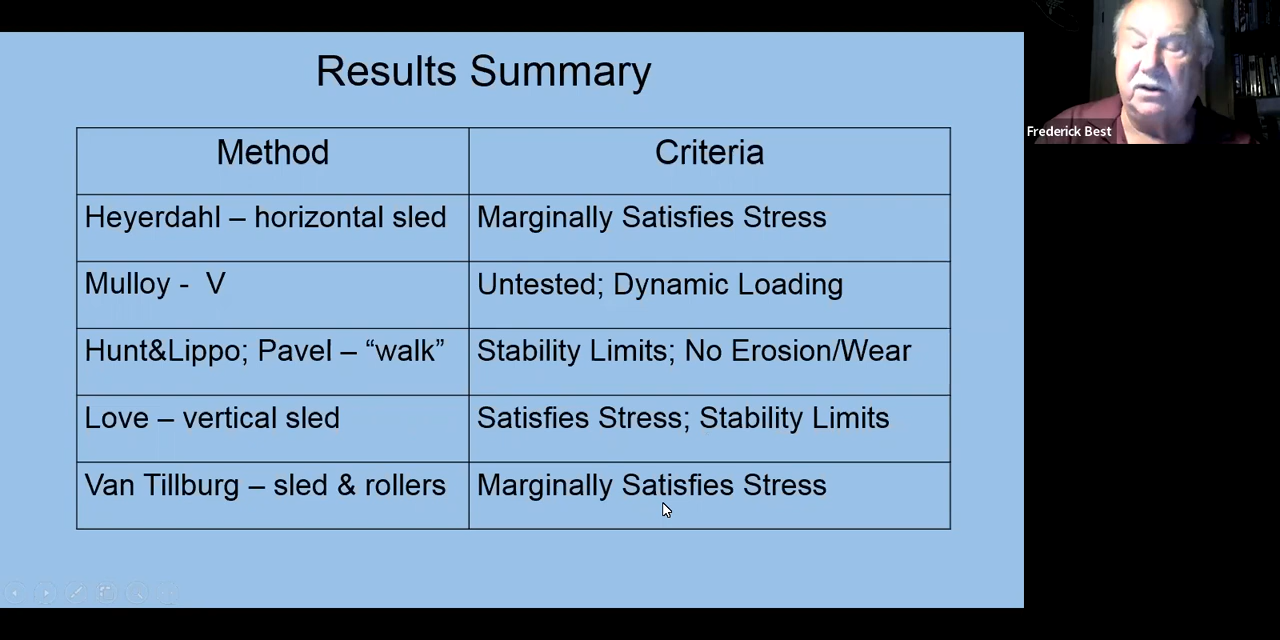 Results Summary
Method Criteria
Heyerdahl – horizontal sled Marginally Satisfies Stress
Mulloy - V Untested; Dynamic Loading
Hunt&Lippo; Pavel – “walk” Stability Limits; No Erosion/Wear
Love – vertical sled Satisfies Stress; Stability Limits
Van Tillburg – sled & rollers Marginally Satisfies Stress
Frederick Best